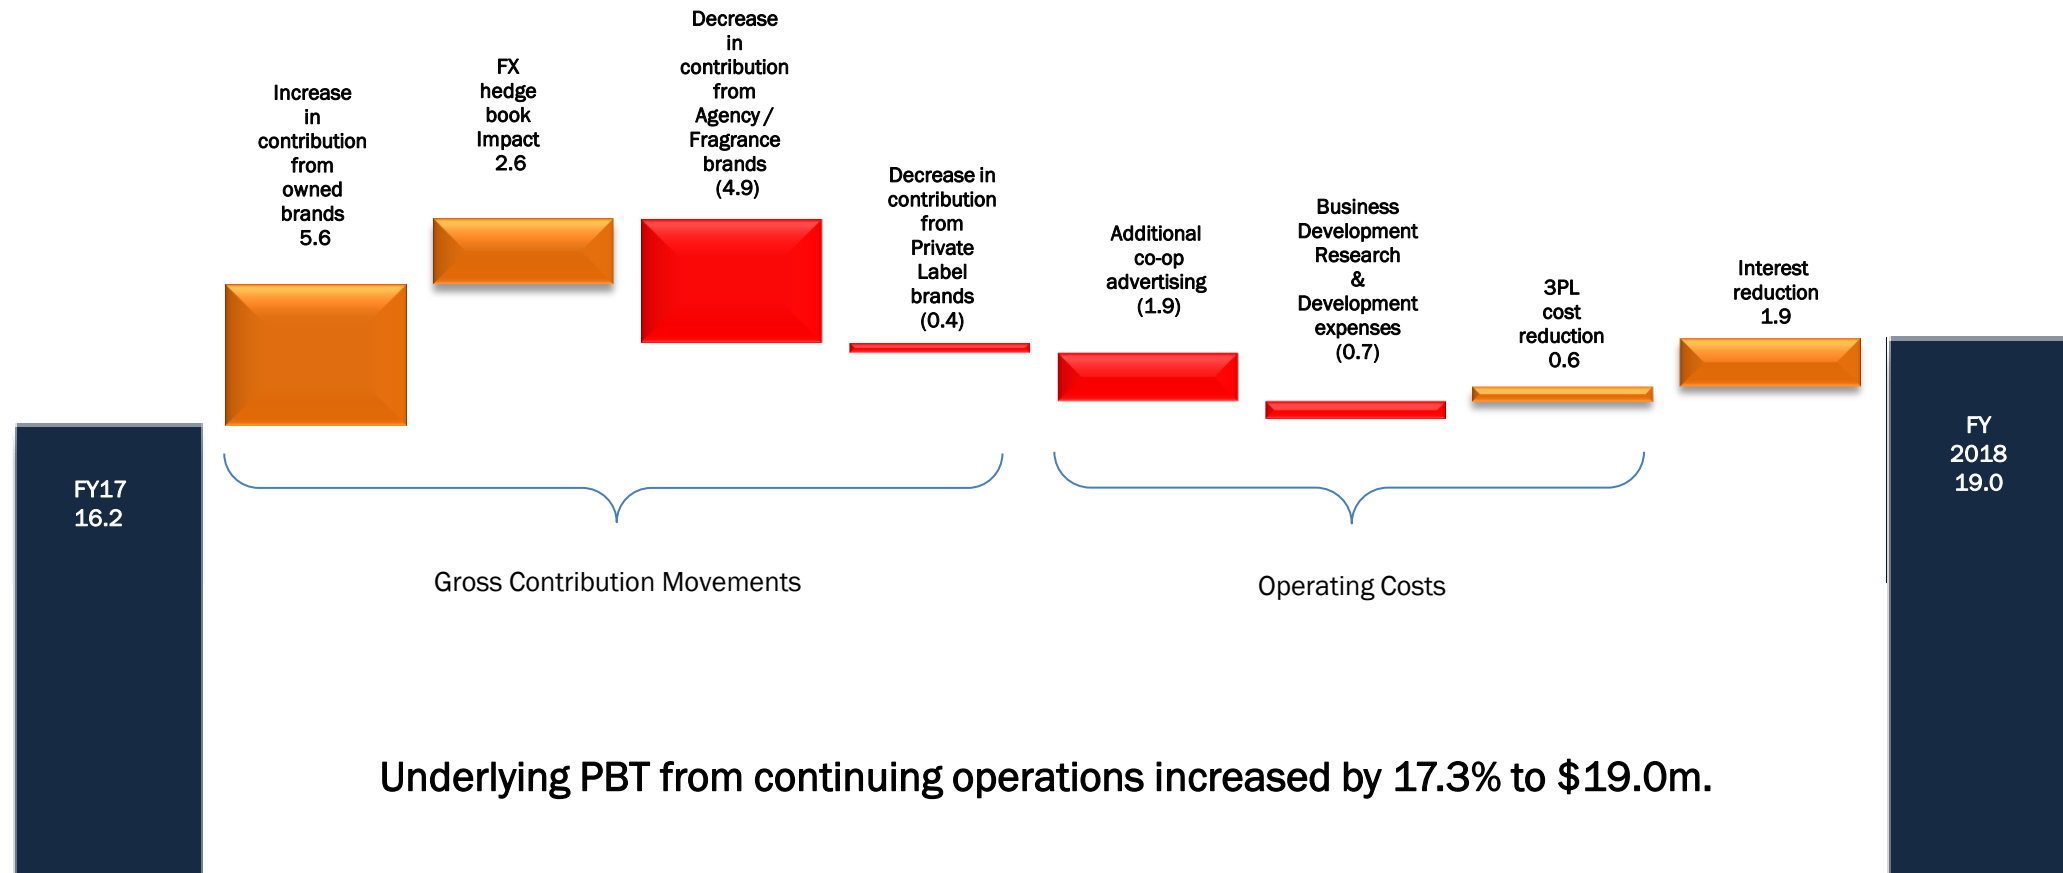 Increase
in
contribution
from
owned
brands
5.6
FX
hedge
book
Impact
2.6
Decrease
in
contribution
from
Agency /
Fragrance
brands
(4.9)
Decrease in
contribution
from
Private
Label
brands
(0.4)
Additional
co-op
advertising
(1.9)
Business
Development
Research
&
Development
expenses
(0.7)
3PL
cost
reduction
0.6
Interest
reduction
1.9
FY17
16.2
FY
2018
19.0
Gross Contribution Movements
Operating Costs
Underlying PBT from continuing operations increased by 17.3% to $19.0m.